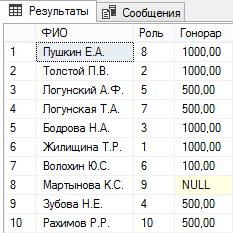 Результаты Сообщения
ФИО Роль Гонорар
1 Пушкин Е.А. 8 1000,00
2 Толстой П.В. 2 1000,00
3 Логунский А.Ф. 5 500,00
4 Логунская Т.А. 7 500,00
5 Бодрова Н.А. 3 1000,00
6 Жилищина Т.Р. 1 1000,00
7 Волохин Ю.С. 6 100,00
8 Мартынова К.С. 9 NULL
9 Зубова Н.Е. 4 500,00
10 Рахимов Р.Р. 10 500,00